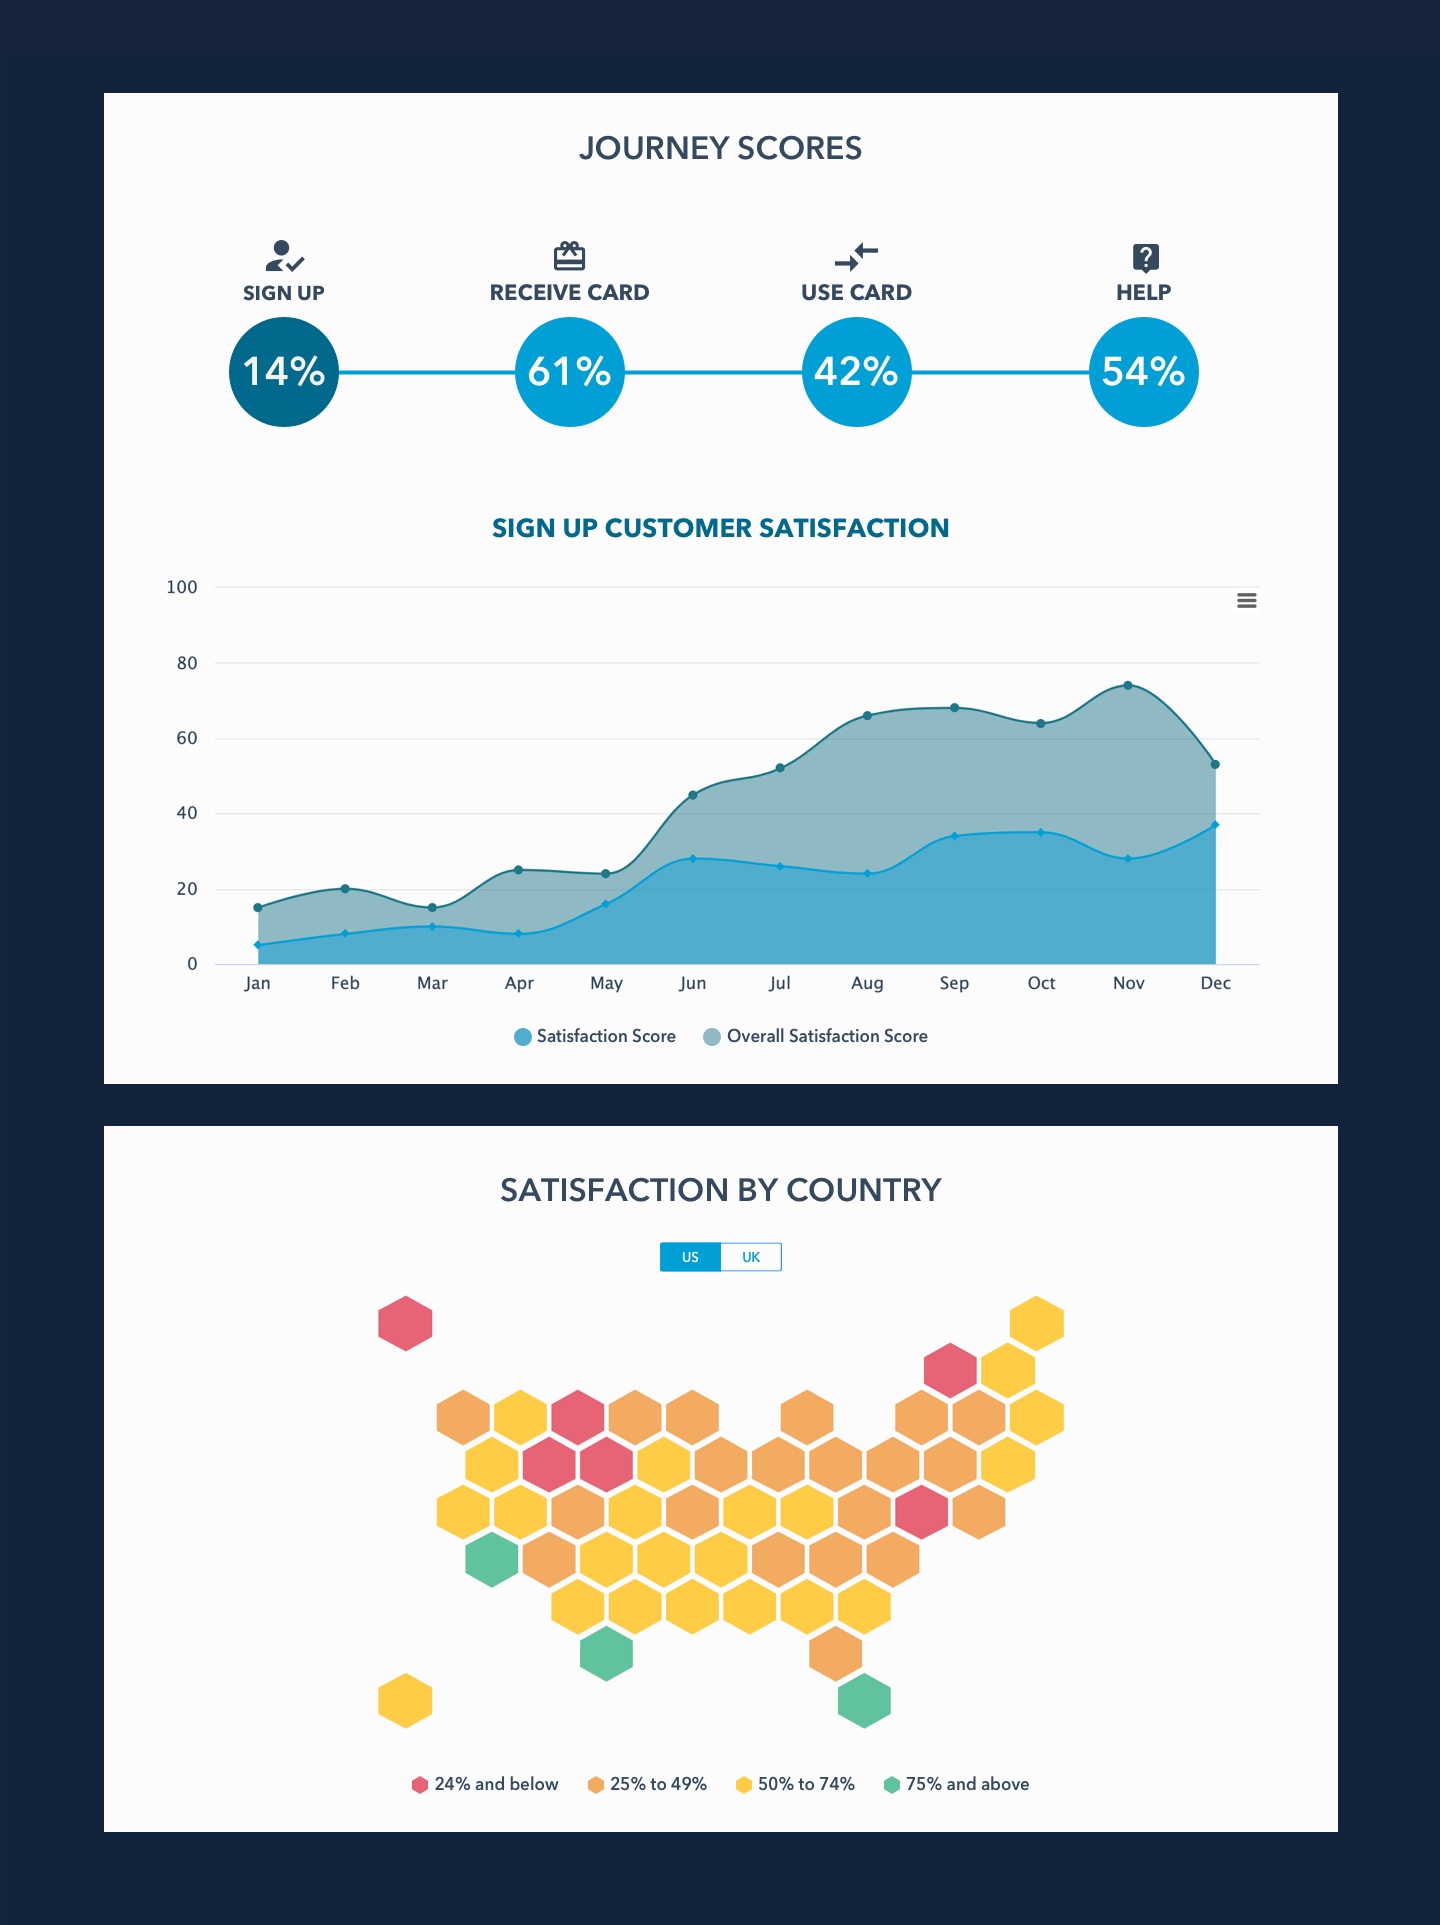 JOURNEY SCORES
SIGN UP RECEIVE CARD USE CARD HELP
14% 61% 42% 54%
SIGN UP CUSTOMER SATISFACTION
100
80
60
40
20
0
Jan Feb Mar Apr May Jun Jul Aug Sep Oct Nov Dec
Satisfaction Score Overall Satisfaction Score
SATISFACTION BY COUNTRY
US UK
24% and below 25% to 49% 50% to 74% 75% and above